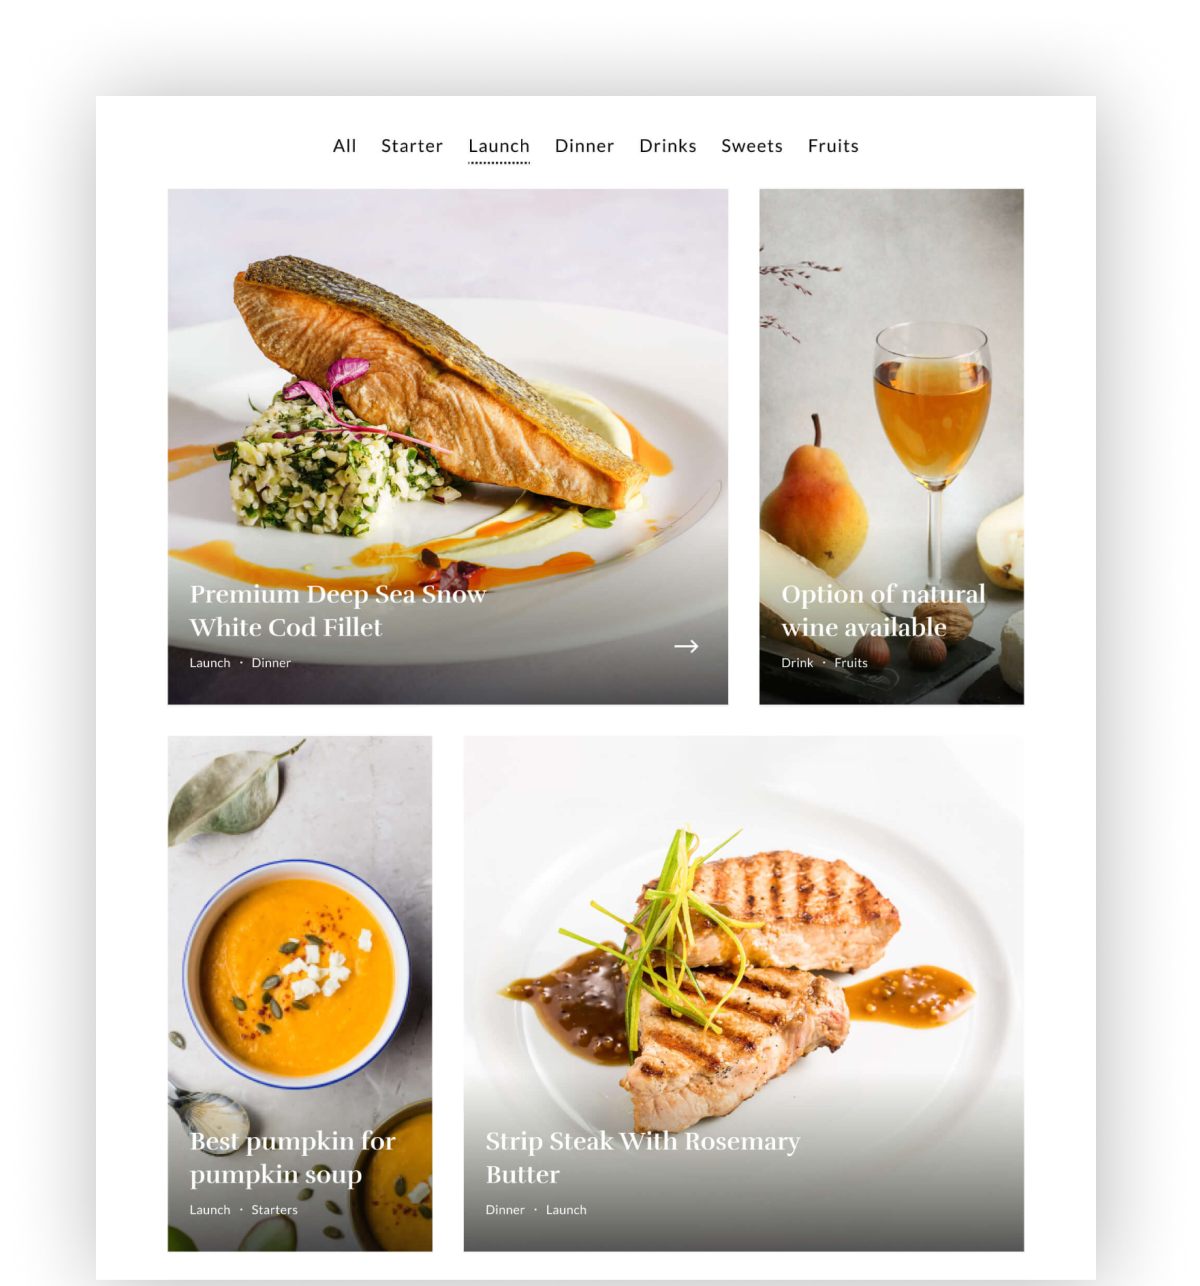 All Starter Launch Dinner Drinks Sweets Fruits
Premium Deep Sea Snow
White Cod Fillet
Launch · Dinner
Option of natural
wine available
Drink · Fruits
Best pumpkin for
pumpkin soup
Launch · Starters
Strip Steak With Rosemary
Butter
Dinner · Launch